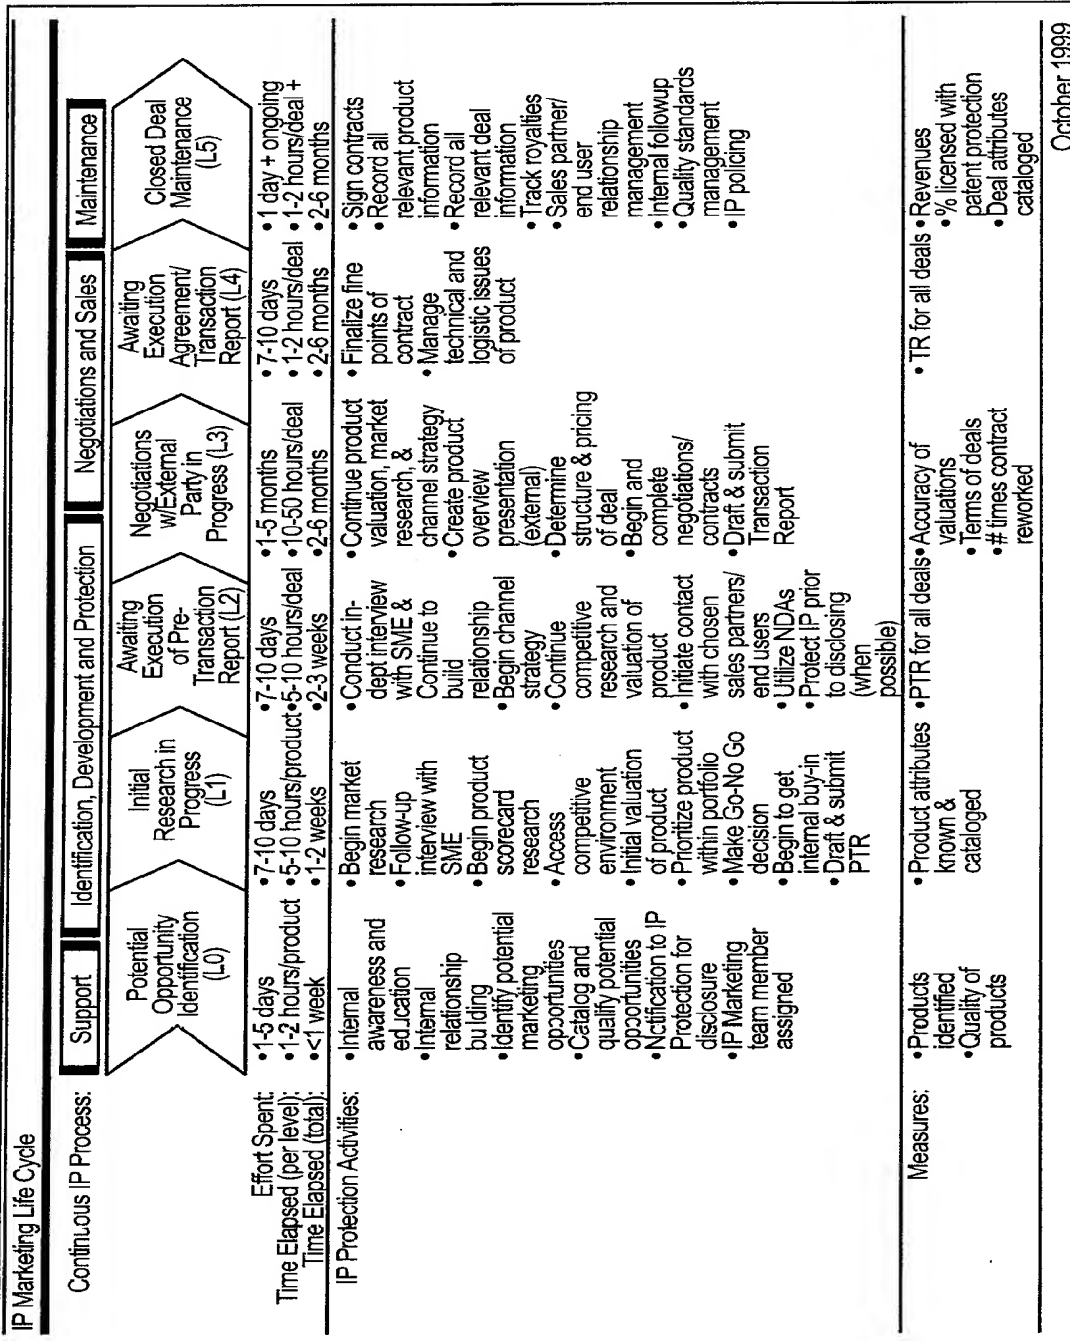 IP Marketing Life Cycle
Continuous IP Process:
Support
Identification, Development and Protection
Negotiations and Sales
Maintenance
Potential
Opportunity
Identification
(L0)
Initial
Research in
Progress
(L1)
Awaiting
Execution
of Pre-
Transaction
Report (L2)
Negotiations
w/External
Party in
Progress (L3)
Awaiting
Execution
Agreement/
Transaction
Report (L4)
Closed Deal
Maintenance
(L5)
Effort Spent:
Time Elapsed (per level):
Time Elapsed (total):
•1-5 days
•1-2 hours/product
•<1 week
•7-10 days
•5-10 hours/product
•1-2 weeks
•7-10 days
•5-10 hours/deal
•2-3 weeks
•1-5 months
•10-50 hours/deal
•2-6 months
•7-10 days
•1-2 hours/deal
•2-6 months
•1 day + ongoing
•1-2 hours/deal +
•2-6 months
IP Protection Activities:
•Internal
awareness and
education
•Internal
relationship
building
•Identify potential
marketing
opportunities
•Catalog and
qualify potential
opportunities
•Notification to IP
Protection for
disclosure
•IP Marketing
team member
assigned
•Begin market
research
•Follow-up
interview with
SME
•Begin product
scorecard
research
•Access
competitive
environment
•Initial valuation
of product
•Prioritize product
within portfolio
•Make Go-No Go
decision
•Begin to get
internal buy-in
•Draft & submit
PTR
•Conduct in-
dept interview
with SME &
Continue to
build
relationship
•Begin channel
strategy
•Continue
competitive
research and
valuation of
product
•Initiate contact
with chosen
sales partners/
end users
•Utilize NDAs
•Protect IP prior
to disclosing
(when
possible)
•Continue product
valuation, market
research, &
channel strategy
•Create product
overview
presentation
(external)
•Determine
structure & pricing
of deal
•Begin and
complete
negotiations/
contracts
•Draft & submit
Transaction
Report
•Finalize fine
points of
contract
•Manage
technical and
logistic issues
of product
•Sign contracts
•Record all
relevant product
information
•Record all
relevant deal
information
•Track royalties
•Sales partner/
end user
relationship
management
•Internal followup
•Quality standards
management
•IP policing
Measures:
•Products
identified
•Quality of
products
•Product attributes
known &
cataloged
•PTR for all deals
•Accuracy of
valuations
•Terms of deals
•# times contract
reworked
•TR for all deals
•Revenues
•% licensed with
patent protection
•Deal attributes
cataloged
October 1999